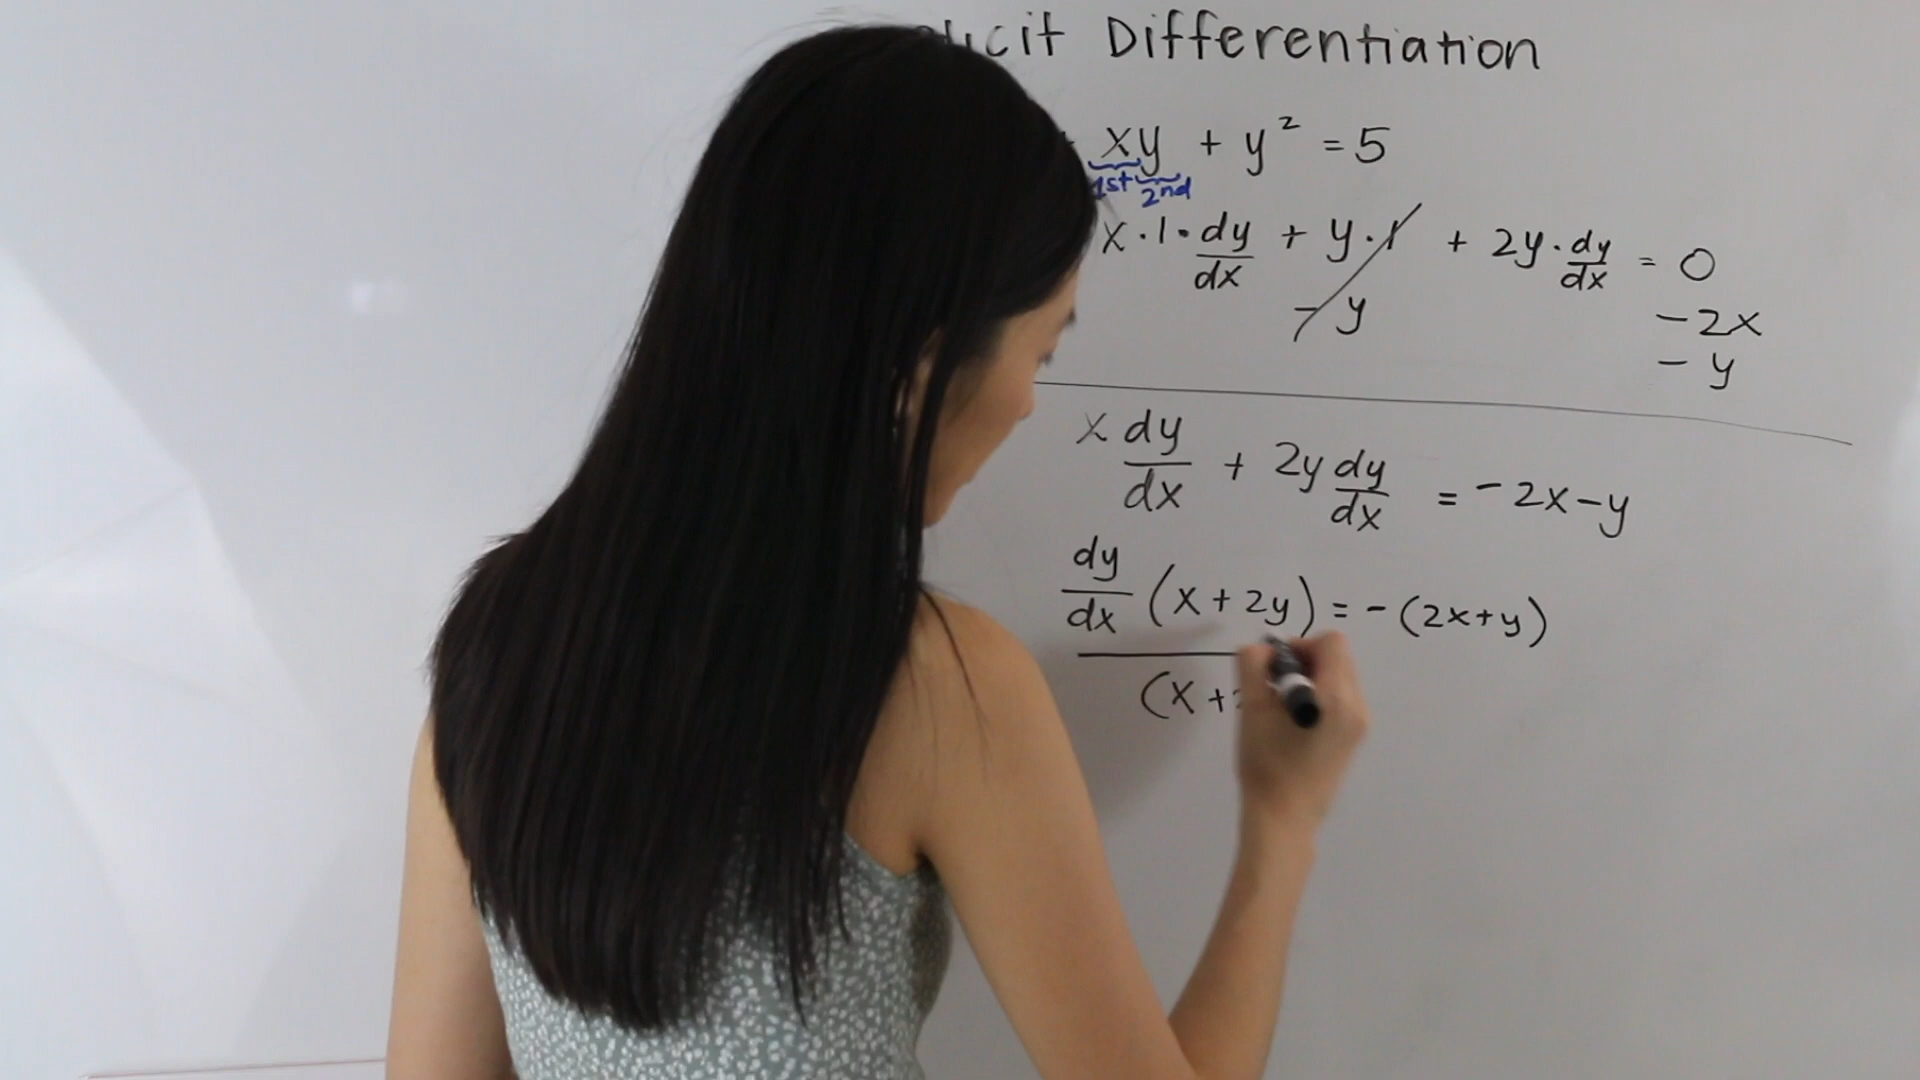 Differentiation
xy + y² = 5
1st 2nd
x · 1 · dy/dx + y · 1 + 2y · dy/dx = 0
- y - 2x
- y
x dy/dx + 2y dy/dx = - 2x - y
dy/dx (x + 2y) = - (2x + y)
(x +